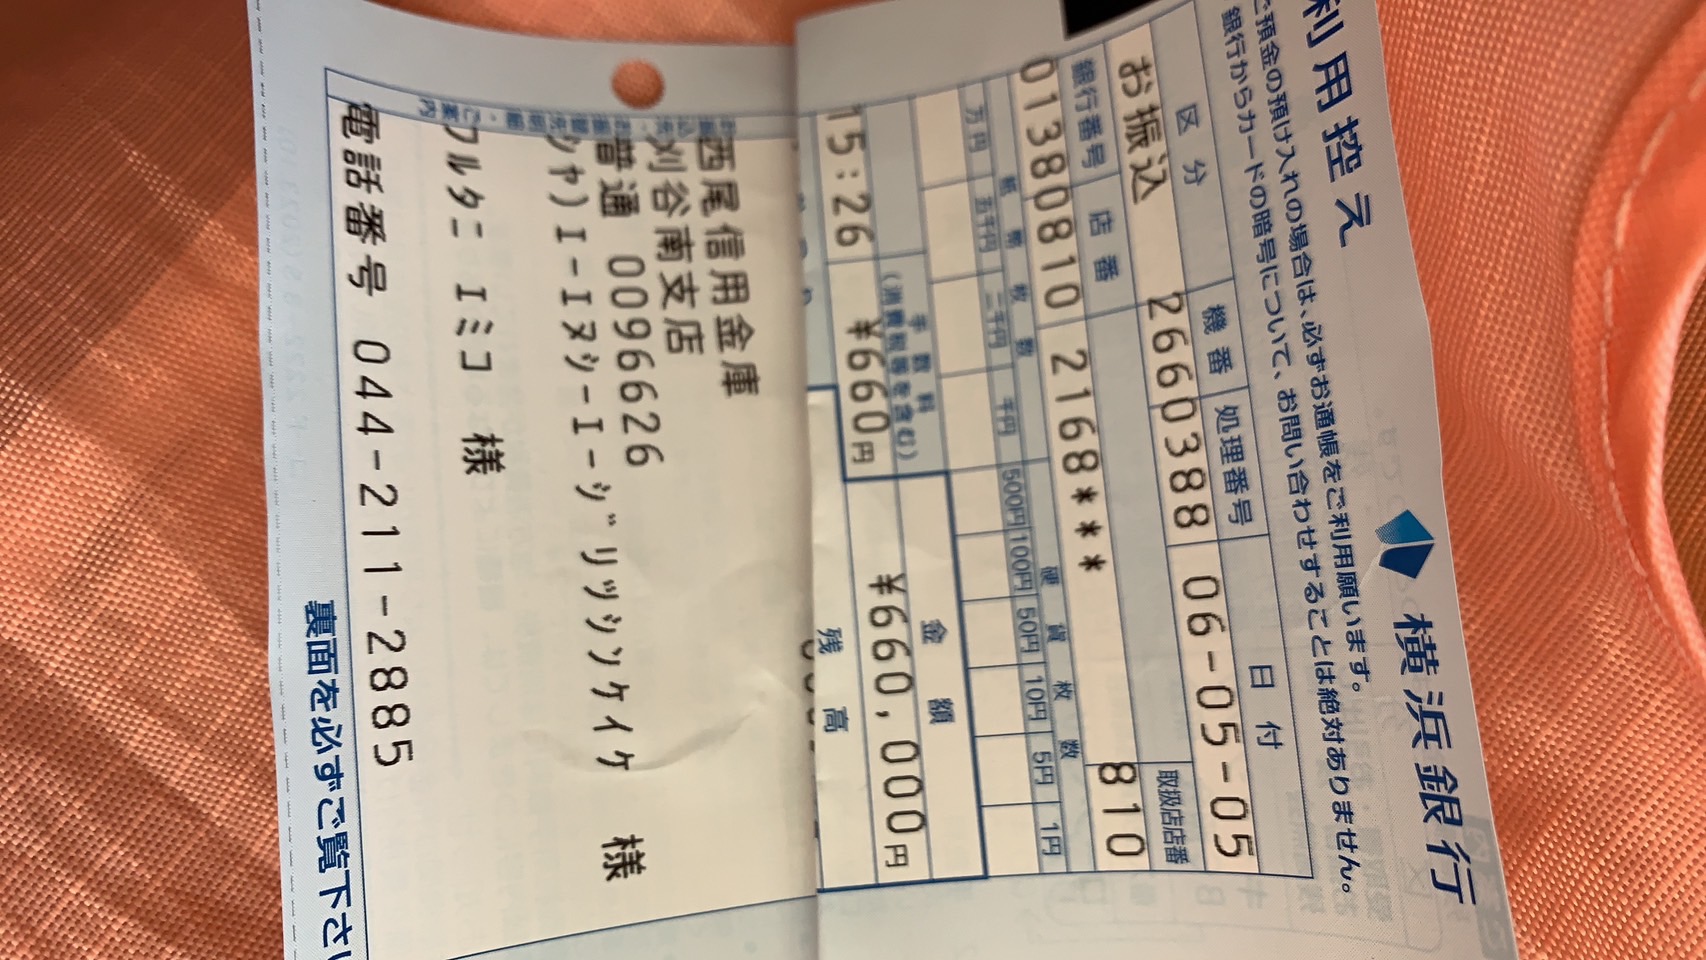 利用控え
横浜銀行
ご預金の預け入れの場合は、必ずお通帳をご利用願います。
銀行からカードの暗号について、お問い合わせすることは絶対ありません。
区分 機番 処理番号 日付
お振込 2660388 06-05-05
銀行番号 店番 取扱店店番
01380810 2168*** 810
紙幣枚数 硬貨枚数
万円 五千円 二千円 千円 500円 100円 50円 10円 5円 1円
手数料 金額
(消費税等を含む)
15:26 ¥660円 ¥660,000円
残高
西尾信用金庫
刈谷南支店
普通 0096626
シャ)エーエヌシーエージリツシンケイケ 様
フルタニ エミコ 様
電話番号 044-211-2885
裏面を必ずご覧下さい